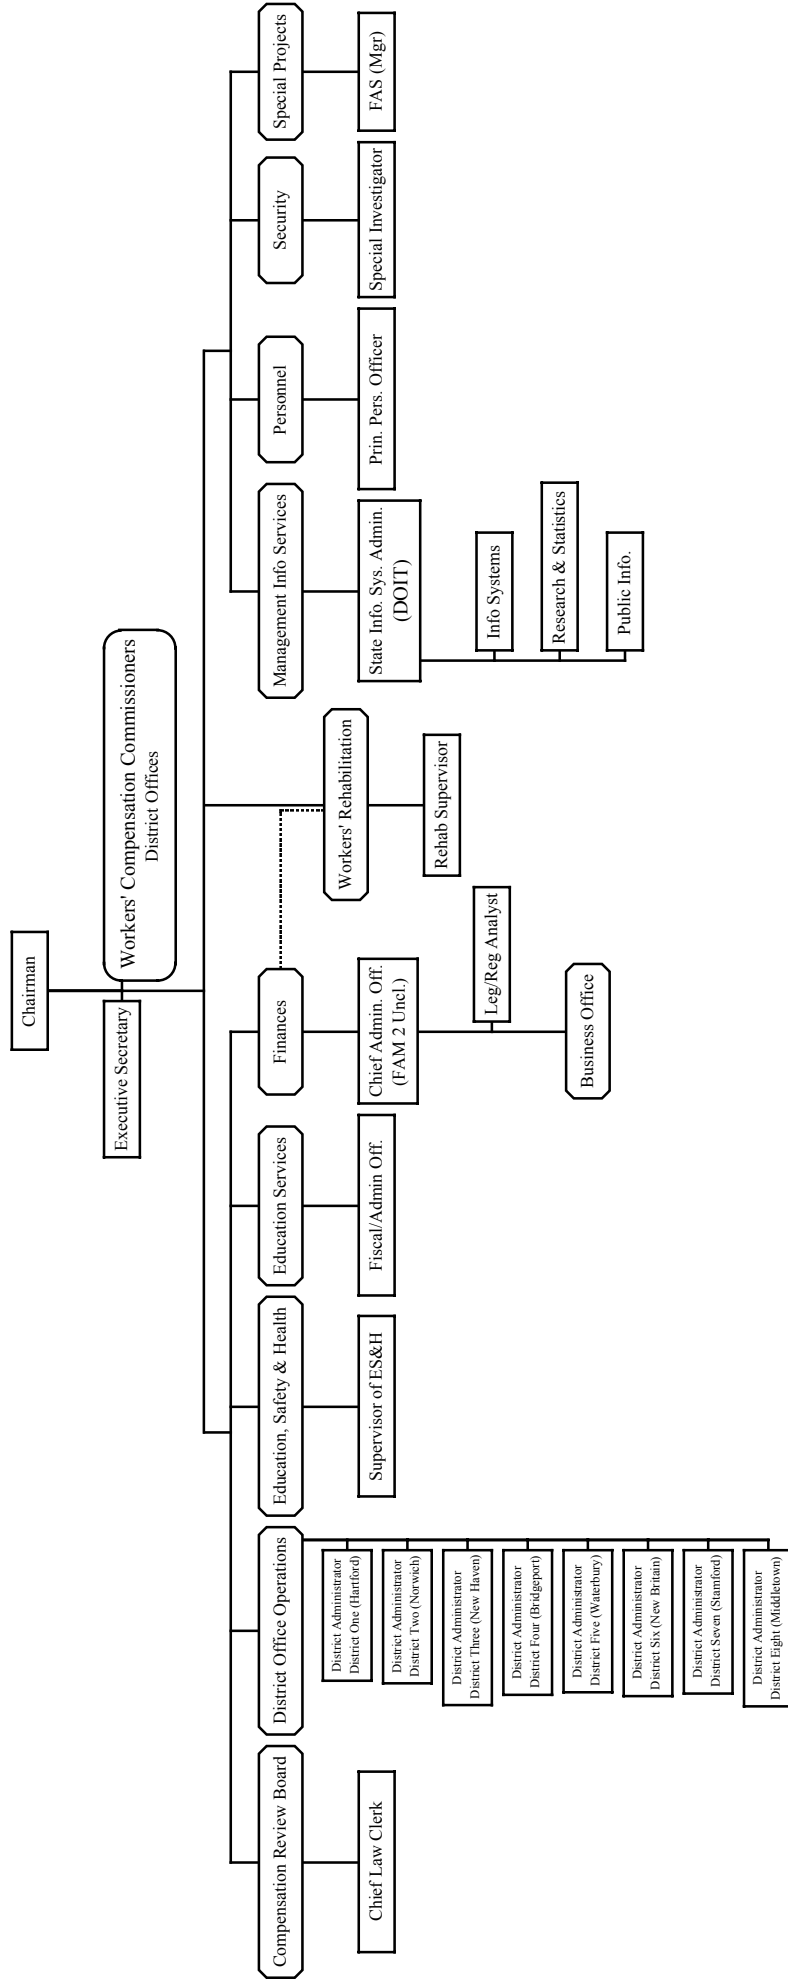 Chairman
Executive Secretary
Workers' Compensation Commissioners
District Offices
Compensation Review Board
Chief Law Clerk
District Office Operations
District Administrator
District One (Hartford)
District Administrator
District Two (Norwich)
District Administrator
District Three (New Haven)
District Administrator
District Four (Bridgeport)
District Administrator
District Five (Waterbury)
District Administrator
District Six (New Britain)
District Administrator
District Seven (Stamford)
District Administrator
District Eight (Middletown)
Education, Safety & Health
Supervisor of ES&H
Education Services
Fiscal/Admin Off.
Finances
Chief Admin. Off.
(FAM 2 Uncl.)
Leg/Reg Analyst
Business Office
Workers' Rehabilitation
Rehab Supervisor
Management Info Services
State Info. Sys. Admin.
(DOIT)
Info Systems
Research & Statistics
Public Info.
Personnel
Prin. Pers. Officer
Security
Special Investigator
Special Projects
FAS (Mgr)